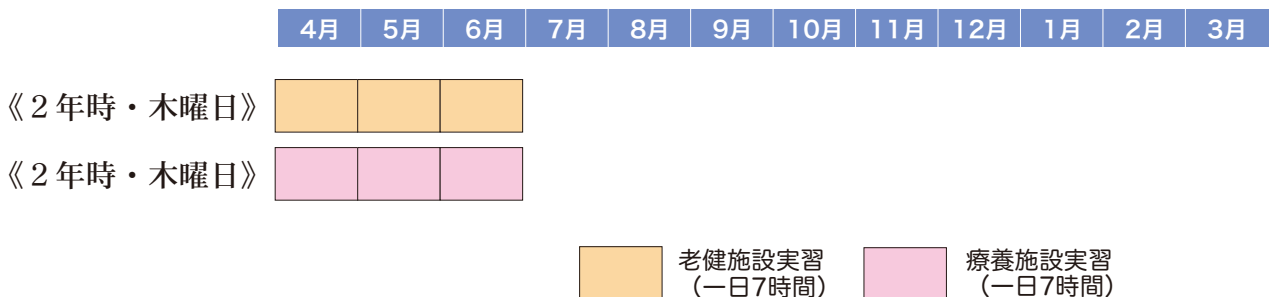 4月 5月 6月 7月 8月 9月 10月 11月 12月 1月 2月 3月
《2年時・木曜日》
《2年時・木曜日》
老健施設実習
（一日7時間）
療養施設実習
（一日7時間）